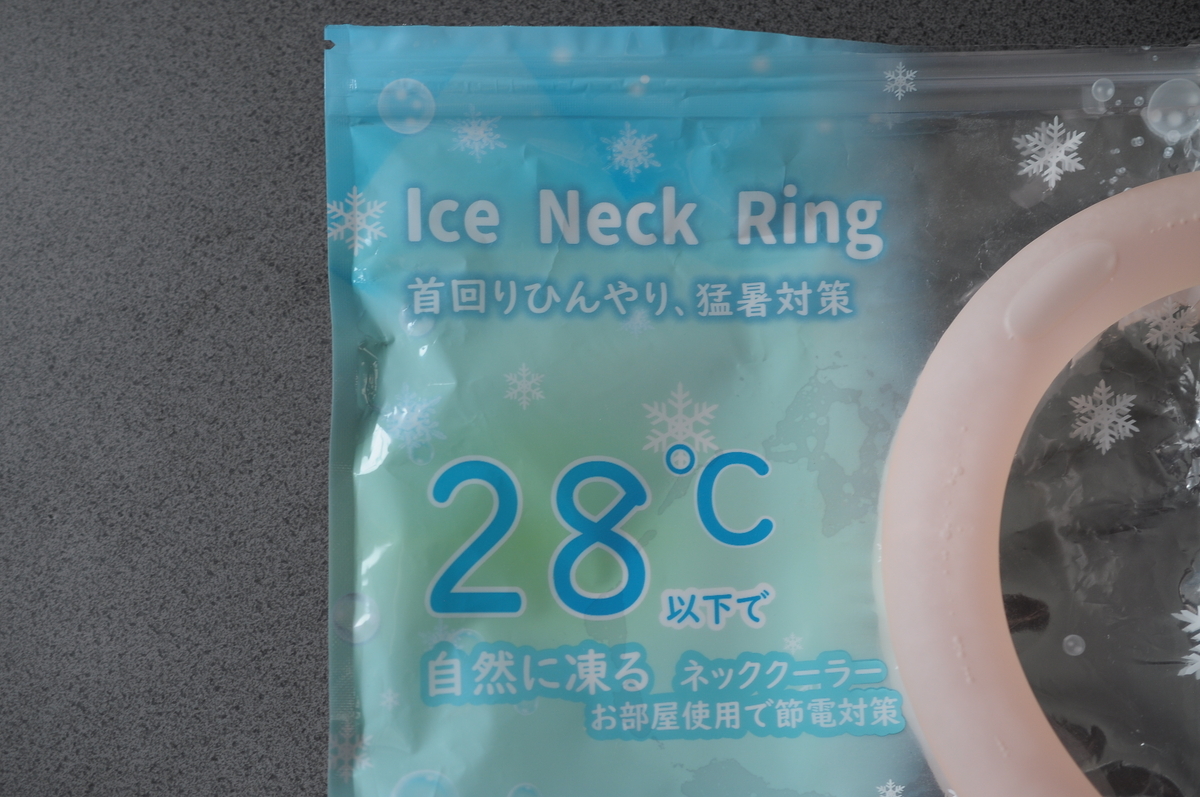 Ice Neck Ring
首回りひんやり、猛暑対策
28℃
以下で
自然に凍る ネッククーラー
お部屋使用で節電対策